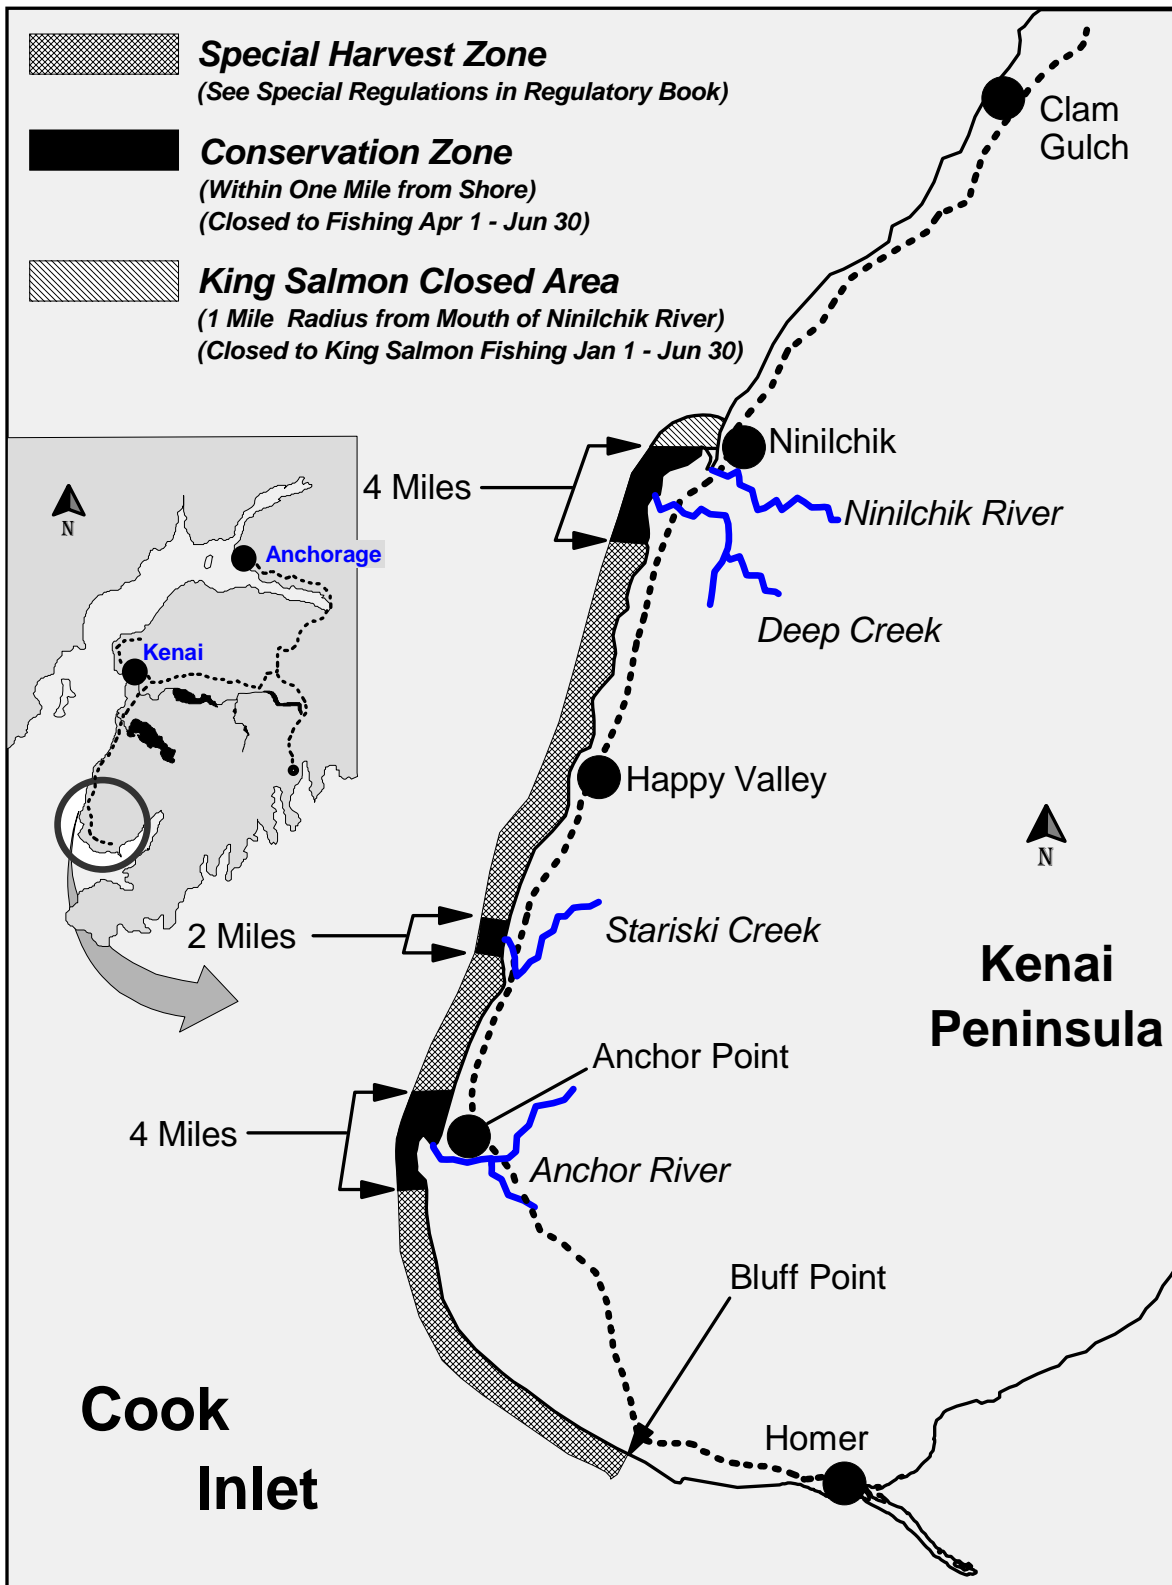 Special Harvest Zone
(See Special Regulations in Regulatory Book)
Conservation Zone
(Within One Mile from Shore)
(Closed to Fishing Apr 1 - Jun 30)
King Salmon Closed Area
(1 Mile Radius from Mouth of Ninilchik River)
(Closed to King Salmon Fishing Jan 1 - Jun 30)
Clam
Gulch
Ninilchik
4 Miles
Ninilchik River
N
Anchorage
Deep Creek
Kenai
Happy Valley
N
2 Miles
Stariski Creek
Kenai
Peninsula
Anchor Point
4 Miles
Anchor River
Bluff Point
Cook
Inlet
Homer